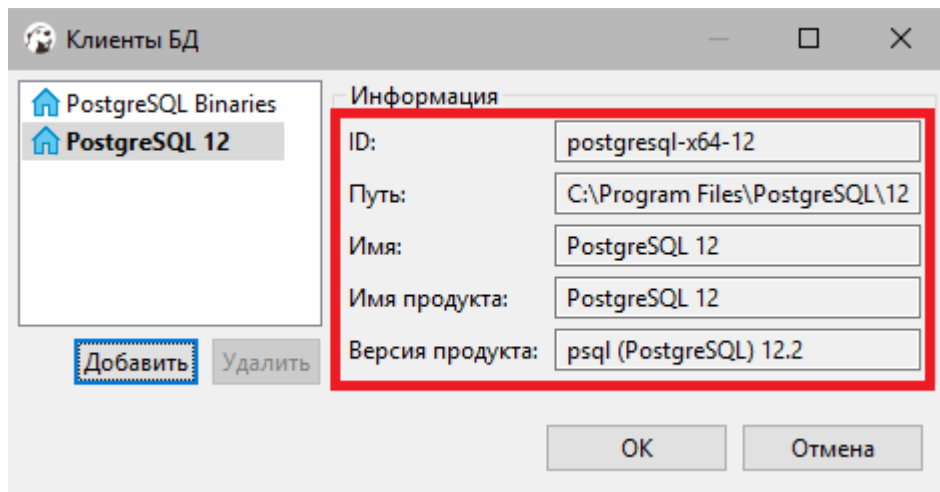 Клиенты БД
PostgreSQL Binaries
PostgreSQL 12
Добавить
Удалить
Информация
ID: postgresql-x64-12
Путь: C:\Program Files\PostgreSQL\12
Имя: PostgreSQL 12
Имя продукта: PostgreSQL 12
Версия продукта: psql (PostgreSQL) 12.2
OK
Отмена